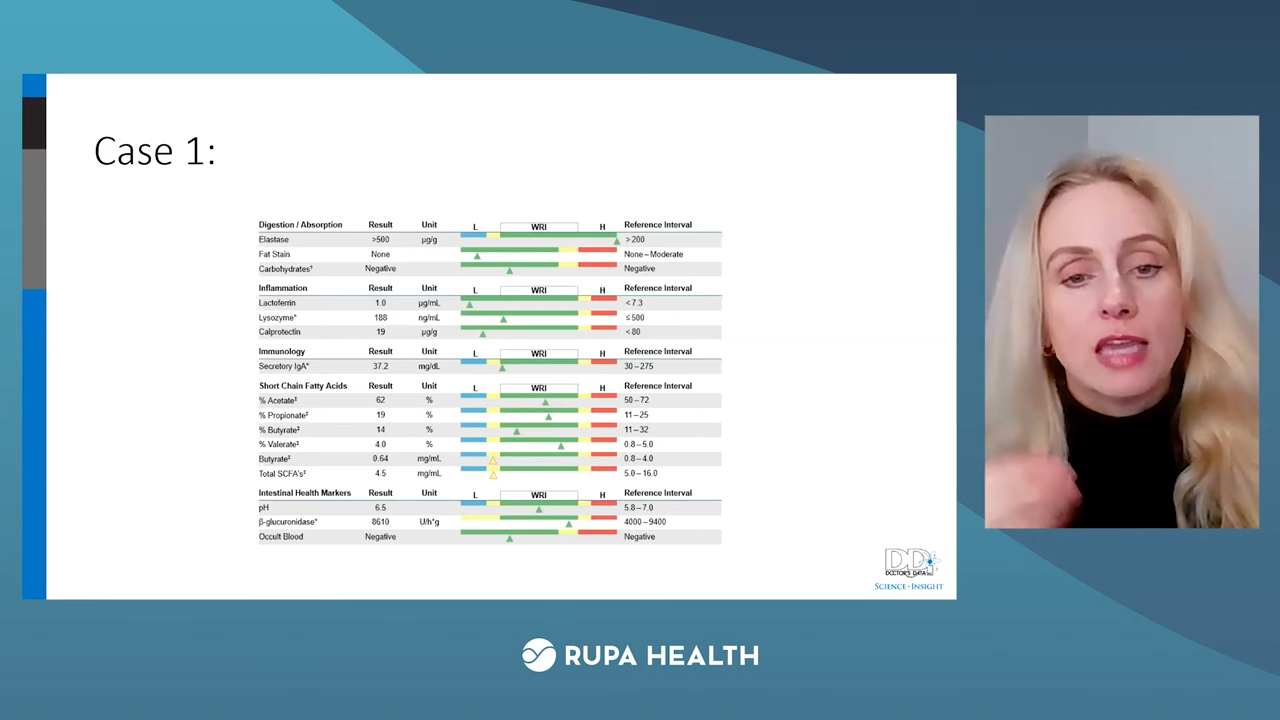 Case 1:
Digestion / Absorption Result Unit L WRI H Reference Interval
Elastase >500 µg/g >200
Fat Stain None None – Moderate
Carbohydrates† Negative Negative
Inflammation Result Unit L WRI H Reference Interval
Lactoferrin 1.0 µg/mL <7.3
Lysozyme* 188 ng/mL ≤500
Calprotectin 19 µg/g <80
Immunology Result Unit L WRI H Reference Interval
Secretory IgA* 37.2 mg/dL 30 – 275
Short Chain Fatty Acids Result Unit L WRI H Reference Interval
% Acetate‡ 62 % 50 – 72
% Propionate‡ 19 % 11 – 25
% Butyrate‡ 14 % 11 – 32
% Valerate‡ 4.0 % 0.8 – 5.0
Butyrate‡ 0.64 mg/mL 0.8 – 4.0
Total SCFA's‡ 4.5 mg/mL 5.0 – 16.0
Intestinal Health Markers Result Unit L WRI H Reference Interval
pH 6.5 5.8 – 7.0
β-glucuronidase* 8610 U/h*g 4000 – 9400
Occult Blood Negative Negative
DDI
DOCTOR'S DATA INC.
SCIENCE + INSIGHT
RUPA HEALTH